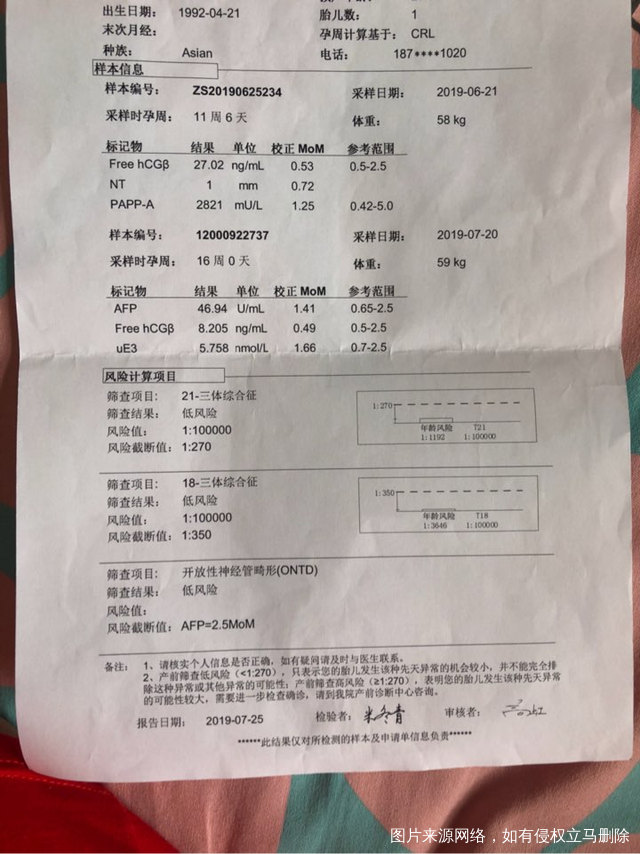 出生日期： 1992-04-21
胎儿数： 1
末次月经：
孕周计算基于： CRL
种族： Asian
电话： 187****1020
样本信息
样本编号： ZS20190625234 采样日期： 2019-06-21
采样时孕周： 11 周 6 天 体重： 58 kg
标记物 结果 单位 校正 MoM 参考范围
Free hCGβ 27.02 ng/mL 0.53 0.5-2.5
NT 1 mm 0.72
PAPP-A 2821 mU/L 1.25 0.42-5.0
样本编号： 12000922737 采样日期： 2019-07-20
采样时孕周： 16 周 0 天 体重： 59 kg
标记物 结果 单位 校正 MoM 参考范围
AFP 46.94 U/mL 1.41 0.65-2.5
Free hCGβ 8.205 ng/mL 0.49 0.5-2.5
uE3 5.758 nmol/L 1.66 0.7-2.5
风险计算项目
筛查项目： 21-三体综合征
筛查结果： 低风险
风险值： 1:100000
风险截断值： 1:270
1:270
年龄风险 T21
1:1192 1:100000
筛查项目： 18-三体综合征
筛查结果： 低风险
风险值： 1:100000
风险截断值： 1:350
1:350
年龄风险 T18
1:3646 1:100000
筛查项目： 开放性神经管畸形(ONTD)
筛查结果： 低风险
风险值：
风险截断值： AFP=2.5MoM
备注： 1、请核实个人信息是否正确，如有疑问请及时与医生联系。
2、产前筛查低风险（<1:270），只表示您的胎儿发生该种先天异常的机会较小，并不能完全排
除这种异常或其他异常的可能性；产前筛查高风险（≥1:270），表明您的胎儿发生该种先天异常
的可能性较大，需要进一步检查确诊，请到我院产前诊断中心咨询。
报告日期： 2019-07-25 检验者： 审核者：
******此结果仅对所检测的样本及申请单信息负责******
图片来源网络，如有侵权立马删除